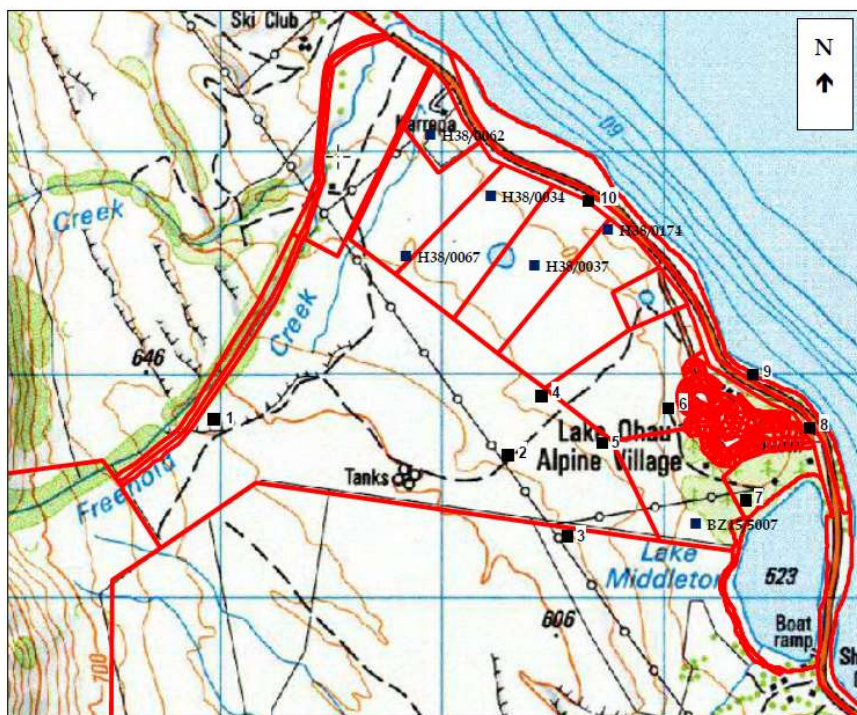 Ski Club
N
60
Karrena
H38/0062
H38/0034
10
H38/0174
Creek
H38/0067
H38/0037
Creek
646
9
4
6
1
8
5
Lake Ohau
Alpine Village
2
Tanks
7
Freehold
BZ15/5007
3
Lake
Middleton
523
606
Boat
ramp
700